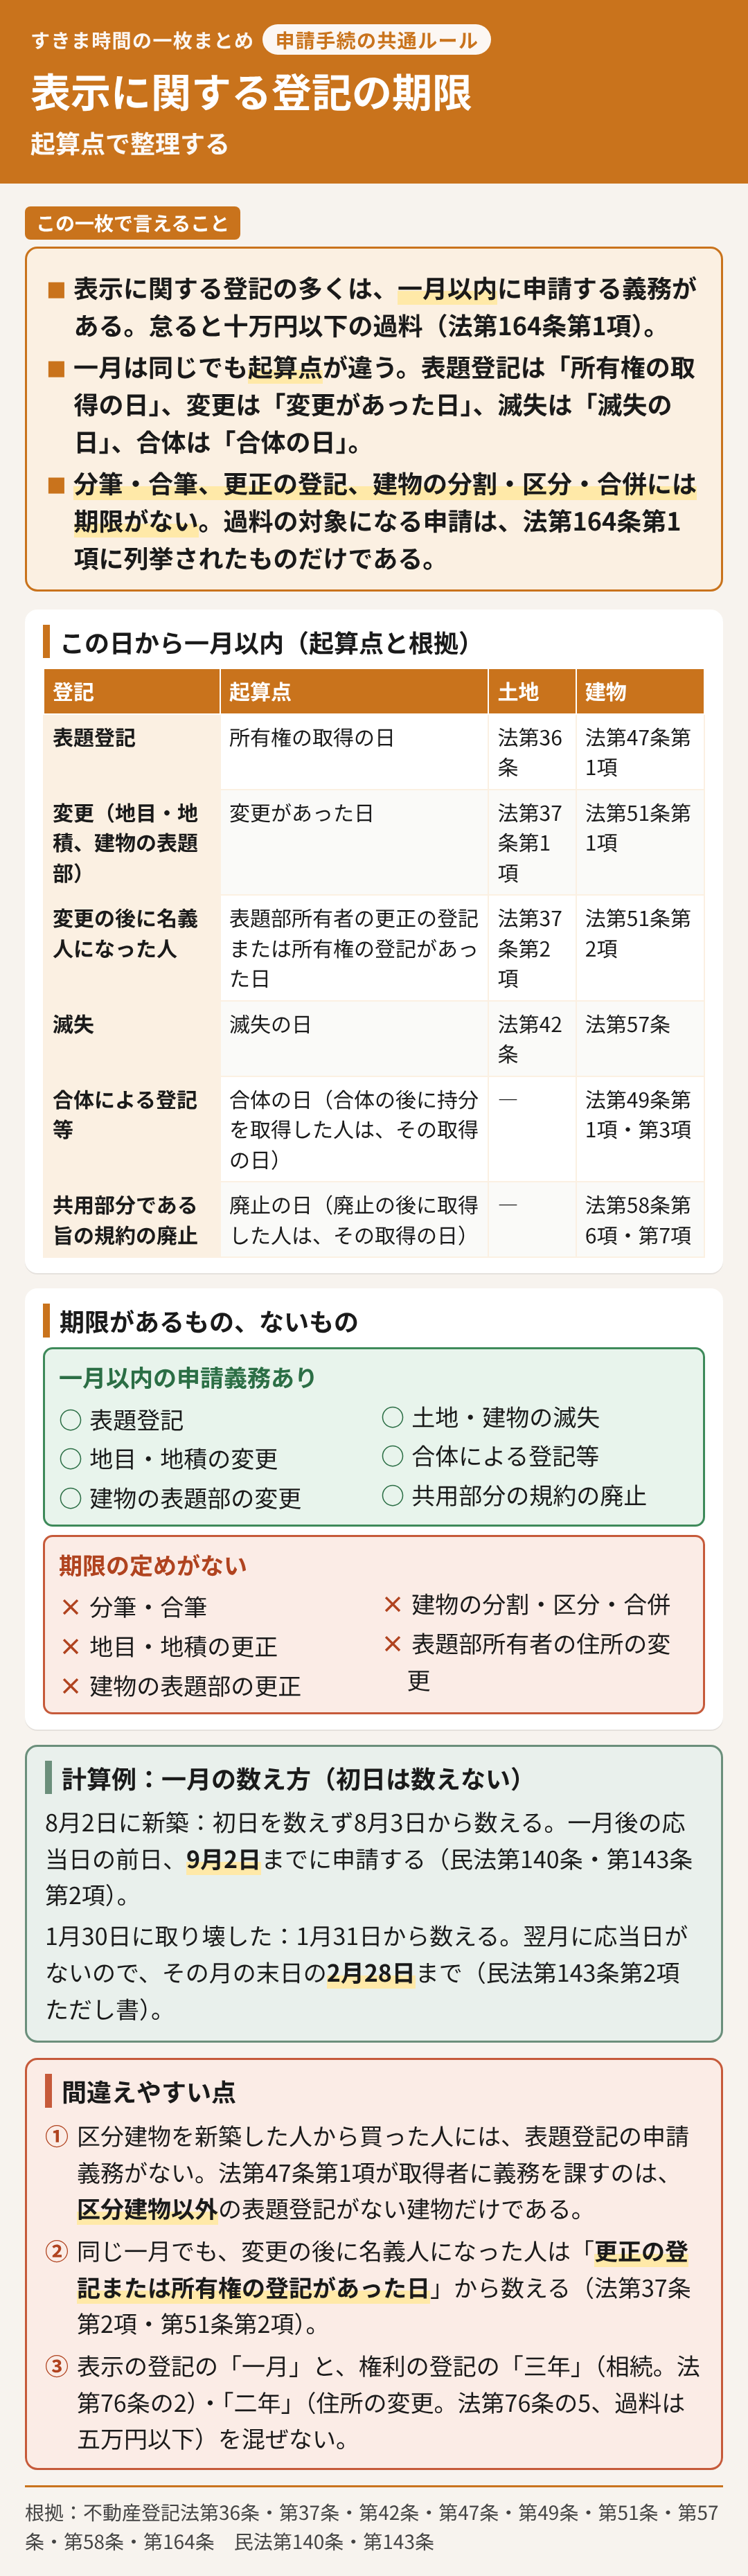 すきま時間の一枚まとめ 申請手続の共通ルール
表示に関する登記の期限
起算点で整理する
この一枚で言えること
■ 表示に関する登記の多くは、一月以内に申請する義務が
ある。怠ると十万円以下の過料（法第164条第1項）。
■ 一月は同じでも起算点が違う。表題登記は「所有権の取
得の日」、変更は「変更があった日」、滅失は「滅失の
日」、合体は「合体の日」。
■ 分筆・合筆、更正の登記、建物の分割・区分・合併には
期限がない。過料の対象になる申請は、法第164条第1
項に列挙されたものだけである。
この日から一月以内（起算点と根拠）
登記 起算点 土地 建物
表題登記 所有権の取得の日 法第36 法第47条第
条 1項
変更（地目・地 変更があった日 法第37 法第51条第
積、建物の表題 条第1 1項
部） 項
変更の後に名義 表題部所有者の更正の登記 法第37 法第51条第
人になった人 または所有権の登記があっ 条第2 2項
た日 項
滅失 滅失の日 法第42 法第57条
条
合体による登記 合体の日（合体の後に持分 — 法第49条第
等 を取得した人は、その取得 1項・第3項
の日）
共用部分である 廃止の日（廃止の後に取得 — 法第58条第
旨の規約の廃止 した人は、その取得の日） 6項・第7項
期限があるもの、ないもの
一月以内の申請義務あり
○ 表題登記
○ 地目・地積の変更
○ 建物の表題部の変更
○ 土地・建物の滅失
○ 合体による登記等
○ 共用部分の規約の廃止
期限の定めがない
✕ 分筆・合筆
✕ 地目・地積の更正
✕ 建物の表題部の更正
✕ 建物の分割・区分・合併
✕ 表題部所有者の住所の変
更
計算例：一月の数え方（初日は数えない）
8月2日に新築：初日を数えず8月3日から数える。一月後の応
当日の前日、9月2日までに申請する（民法第140条・第143条
第2項）。
1月30日に取り壊した：1月31日から数える。翌月に応当日が
ないので、その月の末日の2月28日まで（民法第143条第2項
ただし書）。
間違えやすい点
① 区分建物を新築した人から買った人には、表題登記の申請
義務がない。法第47条第1項が取得者に義務を課すのは、
区分建物以外の表題登記がない建物だけである。
② 同じ一月でも、変更の後に名義人になった人は「更正の登
記または所有権の登記があった日」から数える（法第37条
第2項・第51条第2項）。
③ 表示の登記の「一月」と、権利の登記の「三年」（相続。法
第76条の2）・「二年」（住所の変更。法第76条の5、過料は
五万円以下）を混ぜない。
根拠：不動産登記法第36条・第37条・第42条・第47条・第49条・第51条・第57
条・第58条・第164条　民法第140条・第143条